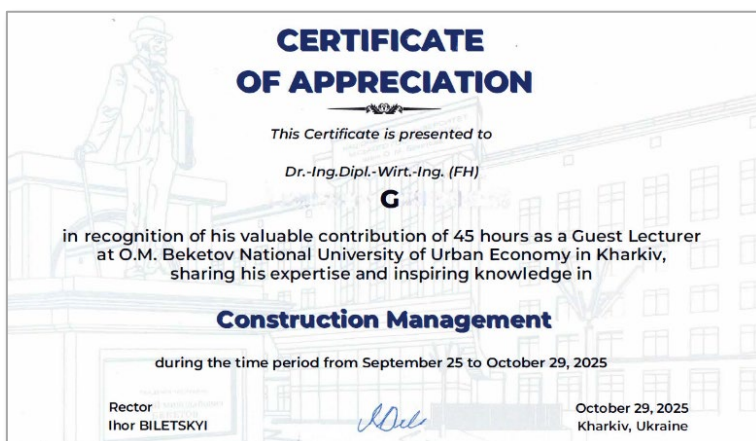 CERTIFICATE
OF APPRECIATION
This Certificate is presented to
Dr.-Ing.Dipl.-Wirt.-Ing. (FH)
G
in recognition of his valuable contribution of 45 hours as a Guest Lecturer
at O.M. Beketov National University of Urban Economy in Kharkiv,
sharing his expertise and inspiring knowledge in
Construction Management
during the time period from September 25 to October 29, 2025
Rector
Ihor BILETSKYI
October 29, 2025
Kharkiv, Ukraine